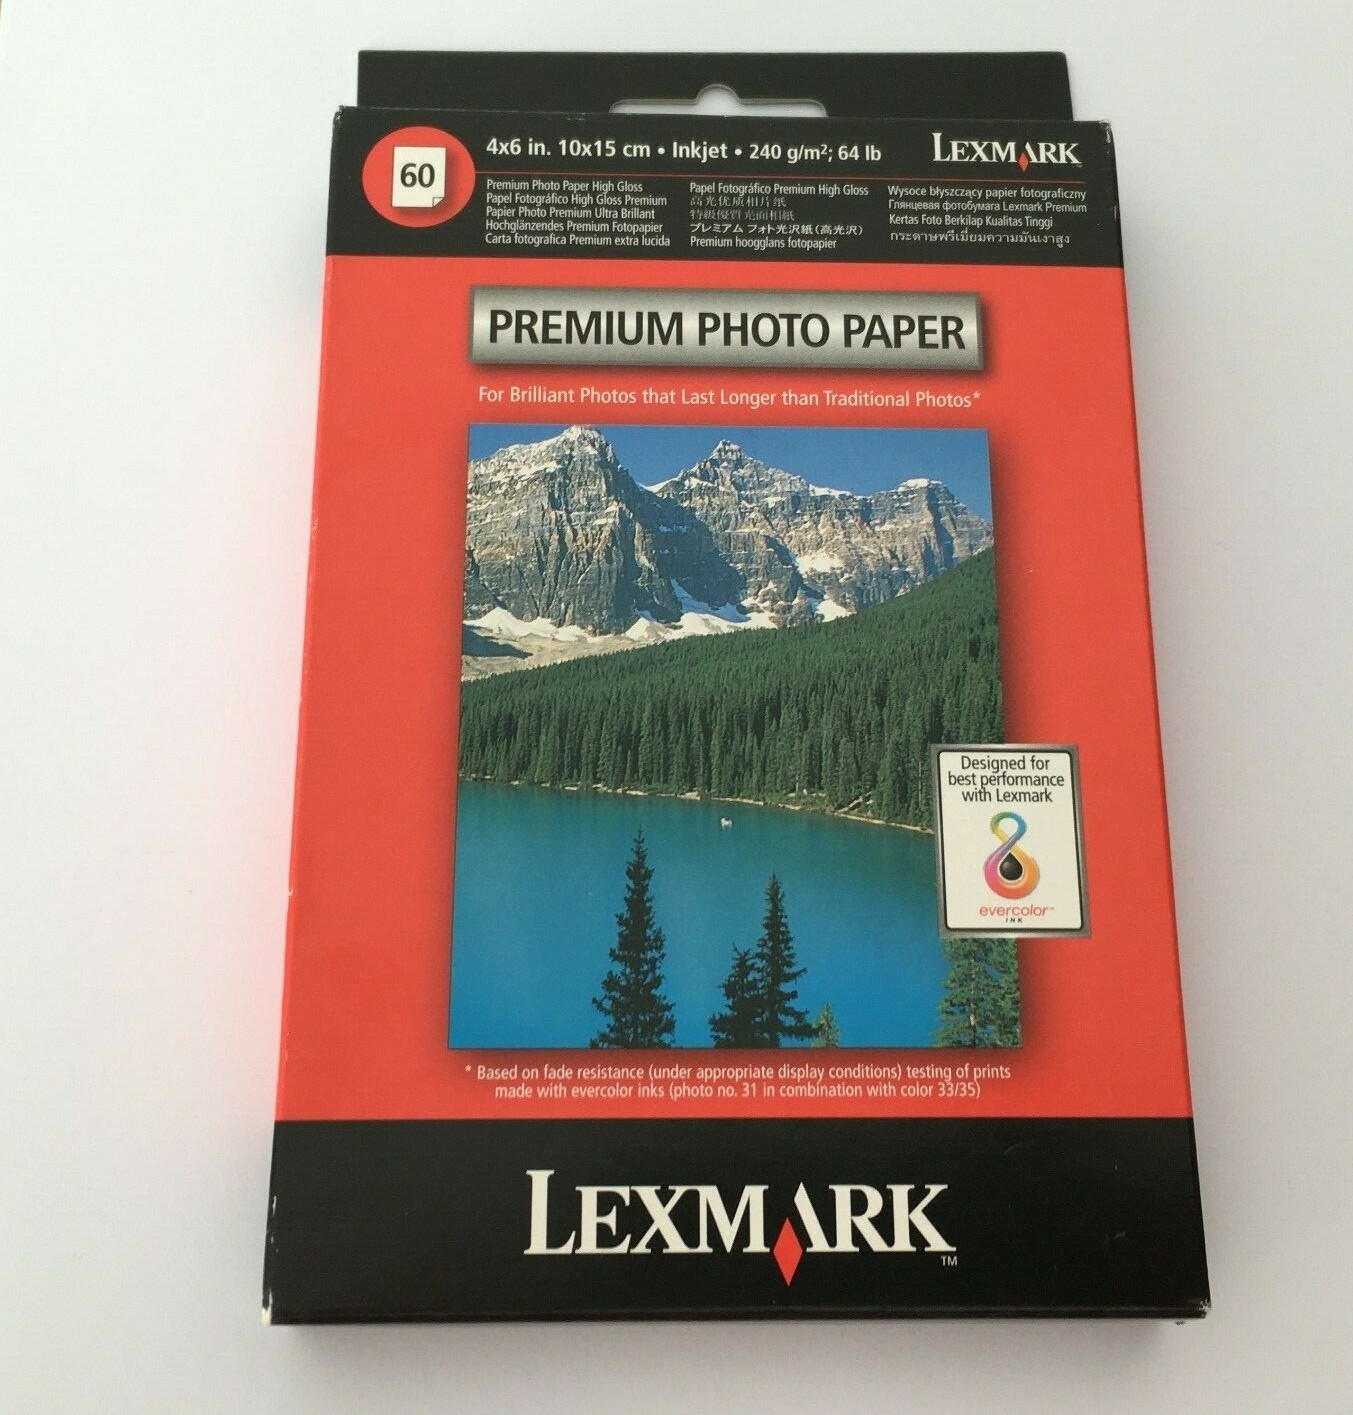 60
4x6 in. 10x15 cm • Inkjet • 240 g/m²; 64 lb
LEXMARK
Premium Photo Paper High Gloss
Papel Fotográfico High Gloss Premium
Papier Photo Premium Ultra Brillant
Hochglänzendes Premium Fotopapier
Carta fotografica Premium extra lucida
Papel Fotográfico Premium High Gloss
高光优质相片纸
特級優質光面相紙
プレミアム フォト光沢紙(高光沢)
Premium hoogglans fotopapier
Wysoce błyszczący papier fotograficzny
Глянцевая фотобумага Lexmark Premium
Kertas Foto Berkilap Kualitas Tinggi
กระดาษพรีเมี่ยมความมันเงาสูง
PREMIUM PHOTO PAPER
For Brilliant Photos that Last Longer than Traditional Photos*
Designed for
best performance
with Lexmark
evercolor™
INK
* Based on fade resistance (under appropriate display conditions) testing of prints
made with evercolor inks (photo no. 31 in combination with color 33/35)
LEXMARK™